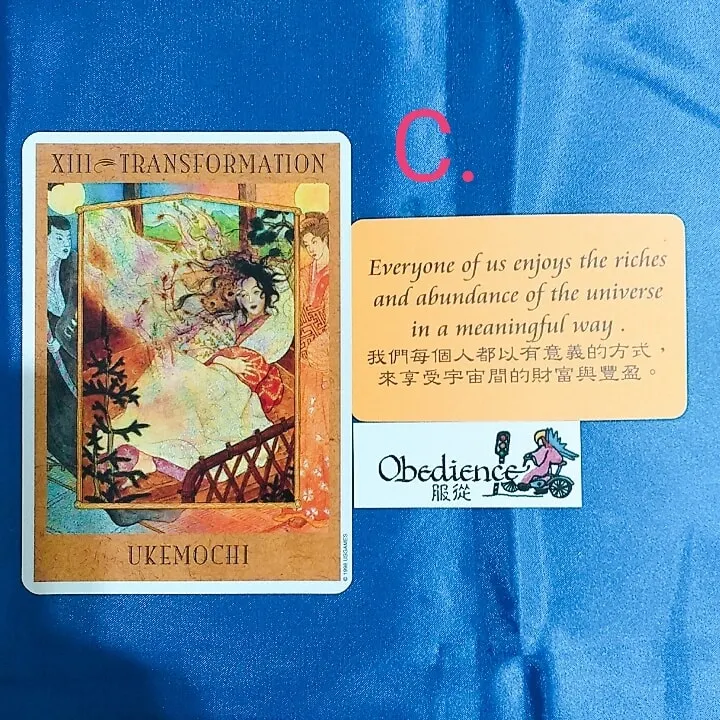 C.
XIII TRANSFORMATION
UKEMOCHI
© 1998 USGAMES
Everyone of us enjoys the riches
and abundance of the universe
in a meaningful way .
我們每個人都以有意義的方式，
來享受宇宙間的財富與豐盈。
Obedience
服從